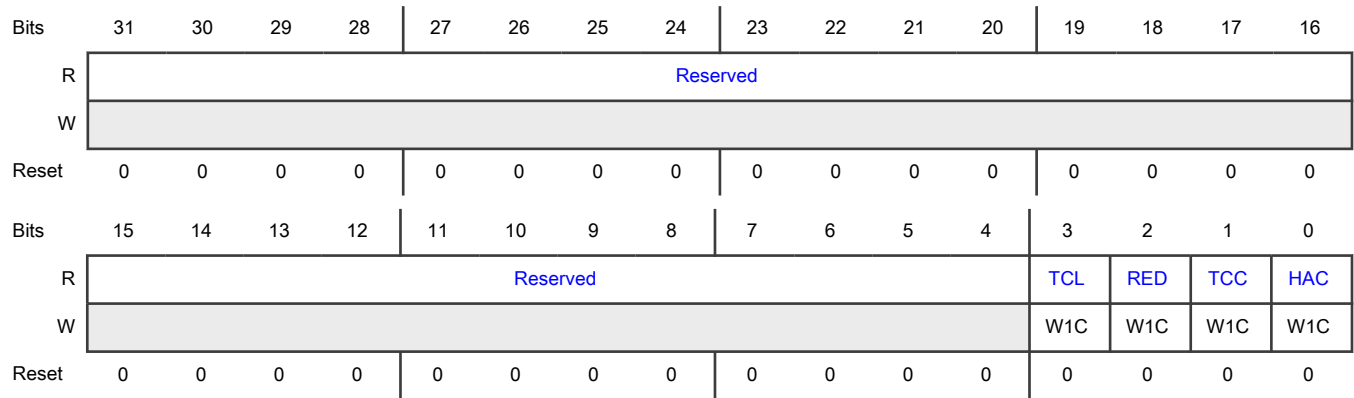 Bits 31 30 29 28 27 26 25 24 23 22 21 20 19 18 17 16
R Reserved
W
Reset 0 0 0 0 0 0 0 0 0 0 0 0 0 0 0 0
Bits 15 14 13 12 11 10 9 8 7 6 5 4 3 2 1 0
R Reserved TCL RED TCC HAC
W W1C W1C W1C W1C
Reset 0 0 0 0 0 0 0 0 0 0 0 0 0 0 0 0